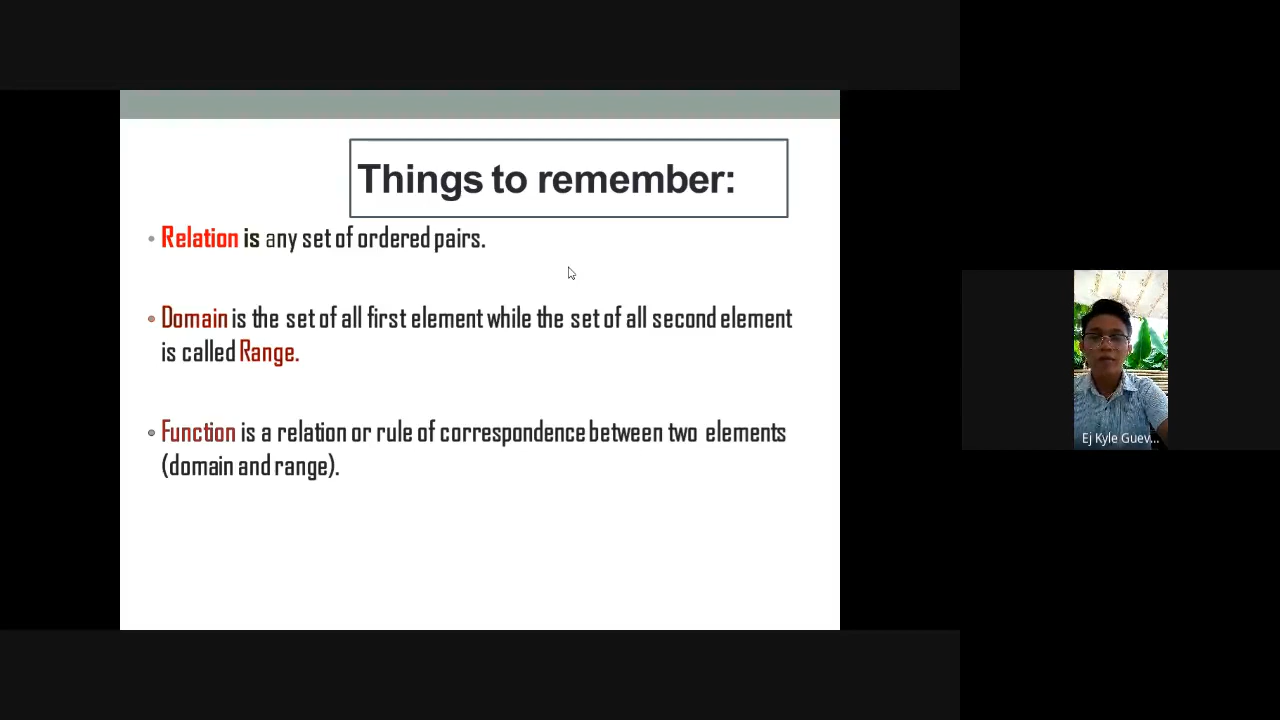 Things to remember:
• Relation is any set of ordered pairs.
• Domain is the set of all first element while the set of all second element
is called Range.
• Function is a relation or rule of correspondence between two elements
(domain and range).
Ej Kyle Guev...